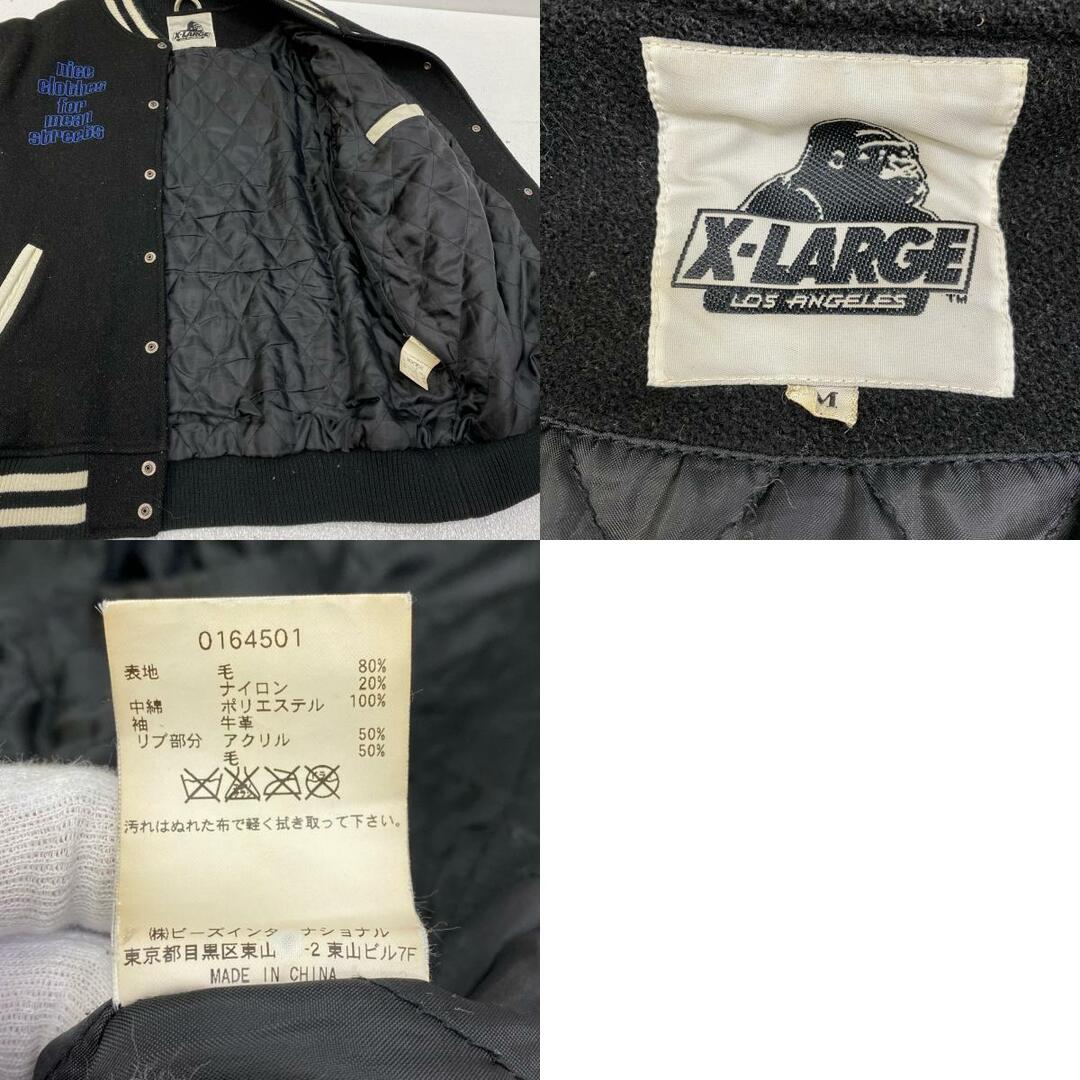 nice
clothes
for
mean
streets
X-LARGE
X-LARGE
LOS ANGELES
TM
M
0164501
表地 毛 80%
ナイロン 20%
中綿 ポリエステル 100%
袖 牛革
リブ部分 アクリル 50%
毛 50%
汚れはぬれた布で軽く拭き取って下さい。
(株)ビーズインターナショナル
東京都目黒区東山 -2 東山ビル7F
MADE IN CHINA